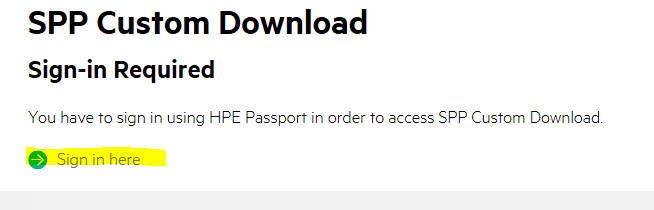 SPP Custom Download
Sign-in Required
You have to sign in using HPE Passport in order to access SPP Custom Download.
Sign in here